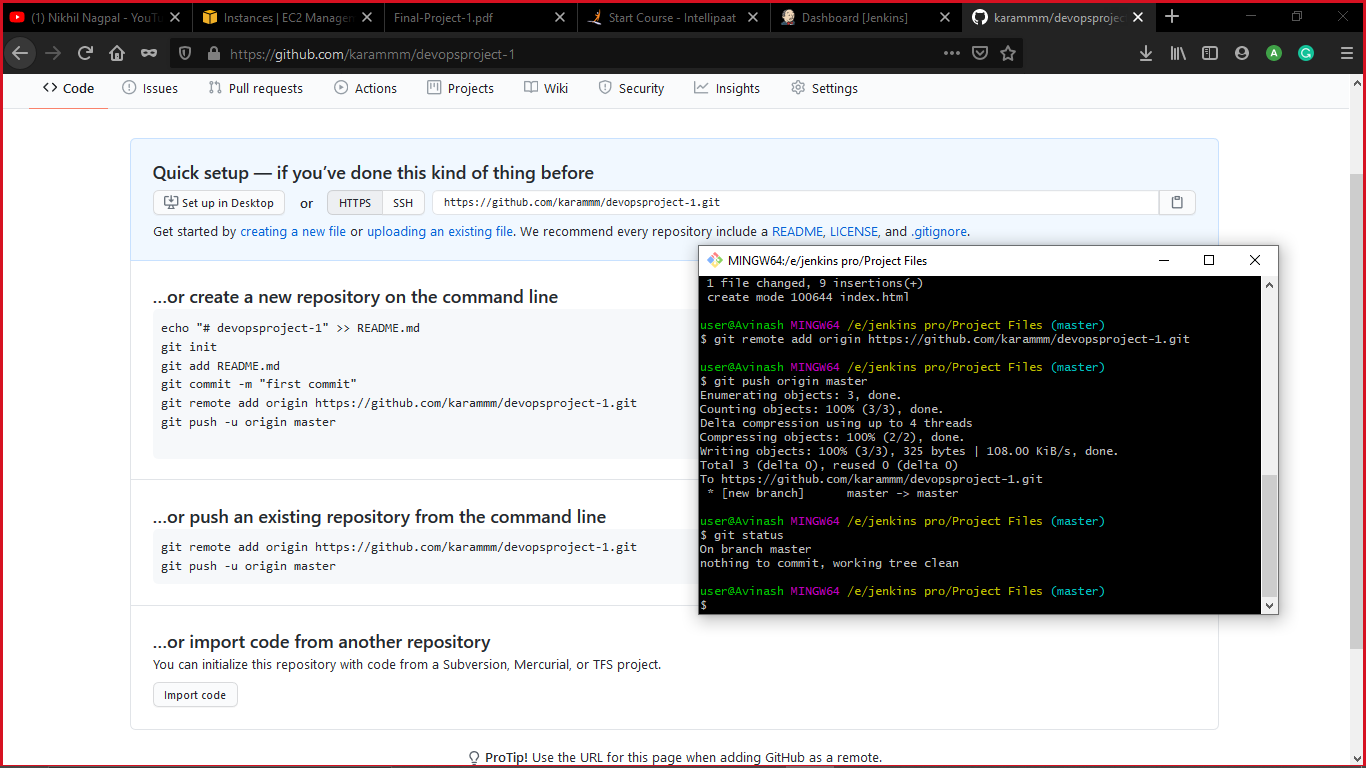 (1) Nikhil Nagpal - YouTu
Instances | EC2 Managem
Final-Project-1.pdf
Start Course - Intellipaat
Dashboard [Jenkins]
karammm/devopsproject
https://github.com/karammm/devopsproject-1
Code
Issues
Pull requests
Actions
Projects
Wiki
Security
Insights
Settings
Quick setup — if you’ve done this kind of thing before
Set up in Desktop
or
HTTPS
SSH
https://github.com/karammm/devopsproject-1.git
Get started by creating a new file or uploading an existing file. We recommend every repository include a README, LICENSE, and .gitignore.
…or create a new repository on the command line
echo "# devopsproject-1" >> README.md
git init
git add README.md
git commit -m "first commit"
git remote add origin https://github.com/karammm/devopsproject-1.git
git push -u origin master
…or push an existing repository from the command line
git remote add origin https://github.com/karammm/devopsproject-1.git
git push -u origin master
…or import code from another repository
You can initialize this repository with code from a Subversion, Mercurial, or TFS project.
Import code
ProTip! Use the URL for this page when adding GitHub as a remote.
MINGW64:/e/jenkins pro/Project Files
1 file changed, 9 insertions(+)
create mode 100644 index.html
user@Avinash MINGW64 /e/jenkins pro/Project Files (master)
$ git remote add origin https://github.com/karammm/devopsproject-1.git
user@Avinash MINGW64 /e/jenkins pro/Project Files (master)
$ git push origin master
Enumerating objects: 3, done.
Counting objects: 100% (3/3), done.
Delta compression using up to 4 threads
Compressing objects: 100% (2/2), done.
Writing objects: 100% (3/3), 325 bytes | 108.00 KiB/s, done.
Total 3 (delta 0), reused 0 (delta 0)
To https://github.com/karammm/devopsproject-1.git
* [new branch]      master -> master
user@Avinash MINGW64 /e/jenkins pro/Project Files (master)
$ git status
On branch master
nothing to commit, working tree clean
user@Avinash MINGW64 /e/jenkins pro/Project Files (master)
$